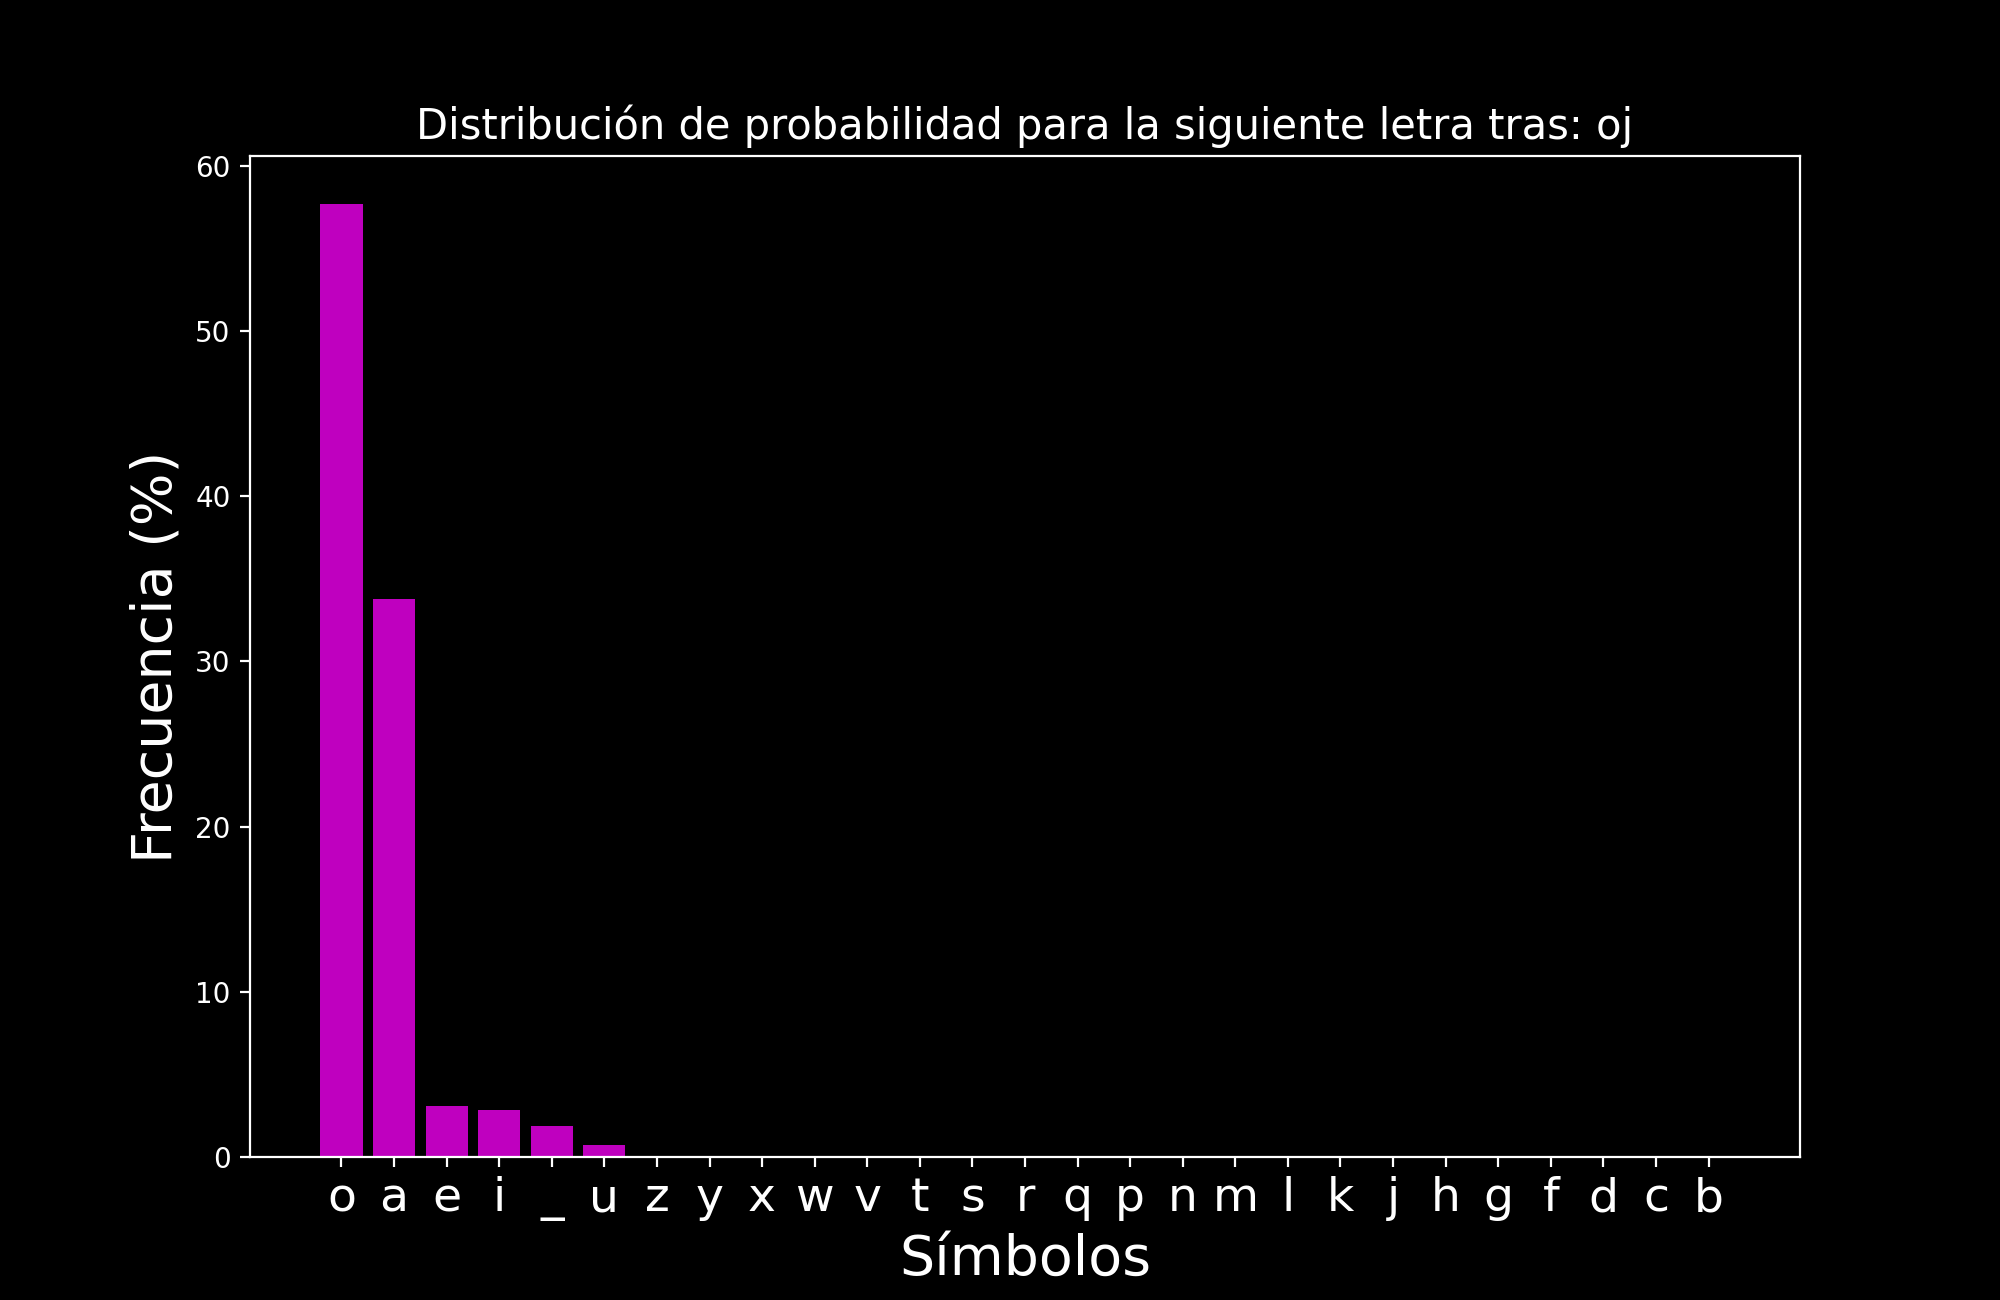 Distribución de probabilidad para la siguiente letra tras: oj
Frecuencia (%)
60
50
40
30
20
10
0
o a e i _ u z y x w v t s r q p n m l k j h g f d c b
Símbolos